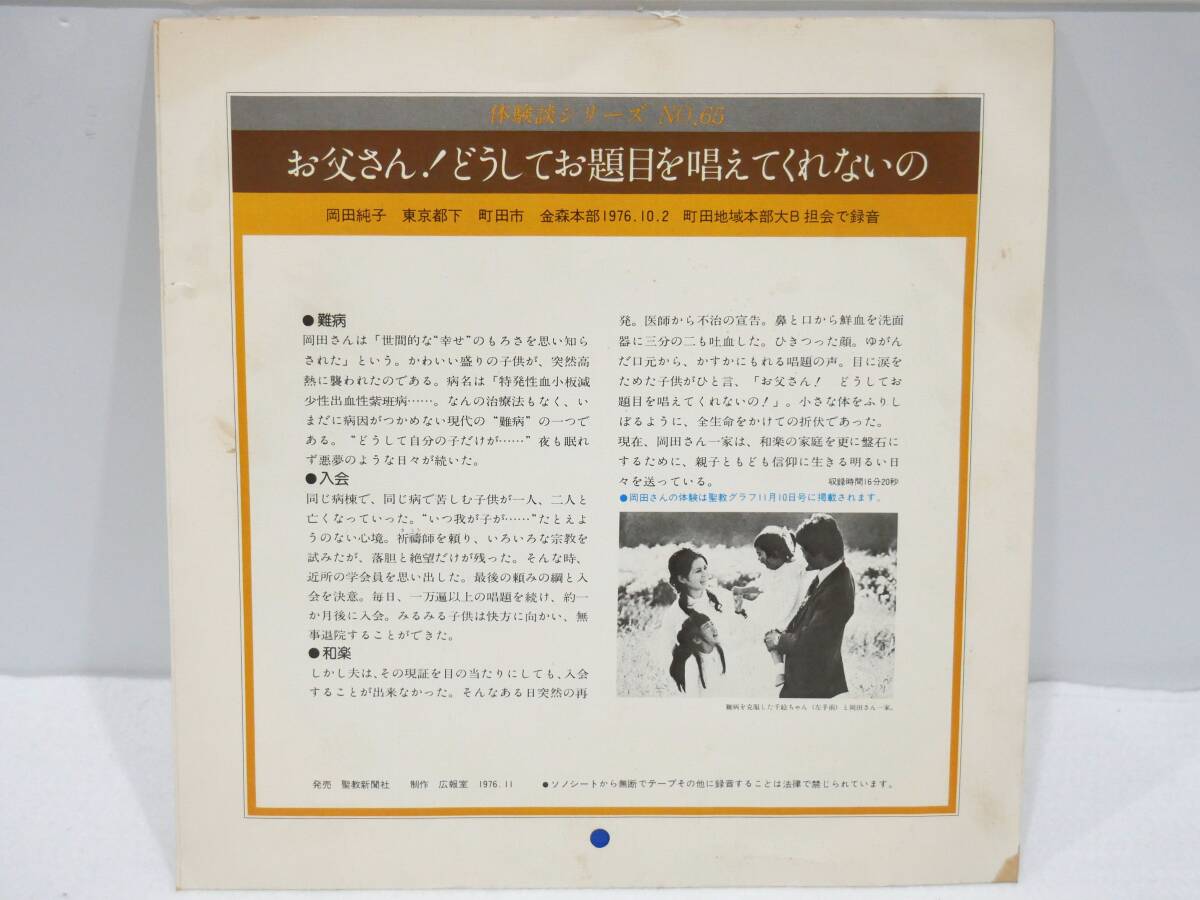 体験談シリーズ NO.65
お父さん!どうしてお題目を唱えてくれないの
岡田純子 東京都下 町田市 金森本部1976.10.2 町田地域本部大B担会で録音
●難病
岡田さんは「世間的な“幸せ”のもろさを思い知ら
された」という。かわいい盛りの子供が、突然高
熱に襲われたのである。病名は「特発性血小板減
少性出血性紫斑病……。なんの治療法もなく、い
まだに病因がつかめない現代の“難病”の一つで
ある。“どうして自分の子だけが……”夜も眠れ
ず悪夢のような日々が続いた。
●入会
同じ病棟で、同じ病で苦しむ子供が一人、二人と
亡くなっていった。“いつ我が子が……”たとえよ
うのない心境。祈禱師を頼り、いろいろな宗教を
試みたが、落胆と絶望だけが残った。そんな時、
近所の学会員を思い出した。最後の頼みの綱と入
会を決意。毎日、一万遍以上の唱題を続け、約一
か月後に入会。みるみる子供は快方に向かい、無
事退院することができた。
●和楽
しかし夫は、その現証を目の当たりにしても、入会
することが出来なかった。そんなある日突然の再
発。医師から不治の宣告。鼻と口から鮮血を洗面
器に三分の二も吐血した。ひきつった顔。ゆがん
だ口元から、かすかにもれる唱題の声。目に涙を
ためた子供がひと言、「お父さん! どうしてお
題目を唱えてくれないの!」。小さな体をふりし
ぼるように、全生命をかけての折伏であった。
現在、岡田さん一家は、和楽の家庭を更に盤石に
するために、親子ともども信仰に生きる明るい日
々を送っている。 収録時間16分20秒
●岡田さんの体験は聖教グラフ11月10日号に掲載されます。
難病を克服した千絵ちゃん(左手前)と岡田さん一家。
発売 聖教新聞社 制作 広報室 1976.11 ●ソノシートから無断でテープその他に録音することは法律で禁じられています。